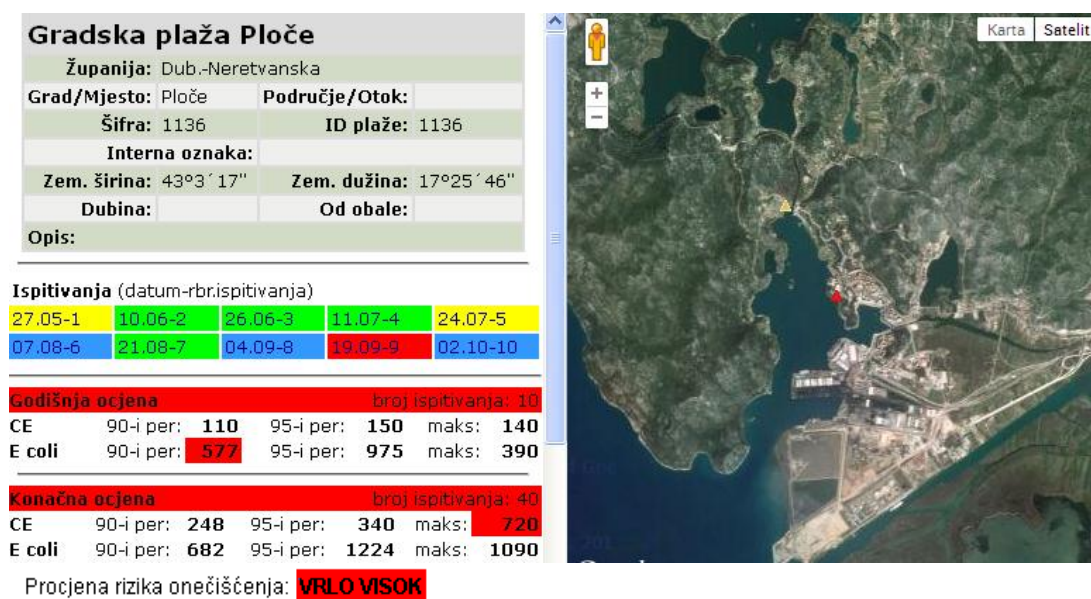 Gradska plaža Ploče
Županija: Dub.-Neretvanska
Grad/Mjesto: Ploče Područje/Otok:
Šifra: 1136 ID plaže: 1136
Interna oznaka:
Zem. širina: 43°3´17" Zem. dužina: 17°25´46"
Dubina: Od obale:
Opis:
Ispitivanja (datum-rbr.ispitivanja)
27.05-1 10.06-2 26.06-3 11.07-4 24.07-5
07.08-6 21.08-7 04.09-8 19.09-9 02.10-10
Godišnja ocjena broj ispitivanja: 10
CE 90-i per: 110 95-i per: 150 maks: 140
E coli 90-i per: 577 95-i per: 975 maks: 390
Konačna ocjena broj ispitivanja: 40
CE 90-i per: 248 95-i per: 340 maks: 720
E coli 90-i per: 682 95-i per: 1224 maks: 1090
Procjena rizika onečišćenja: VRLO VISOK
Karta Satelit
+
−